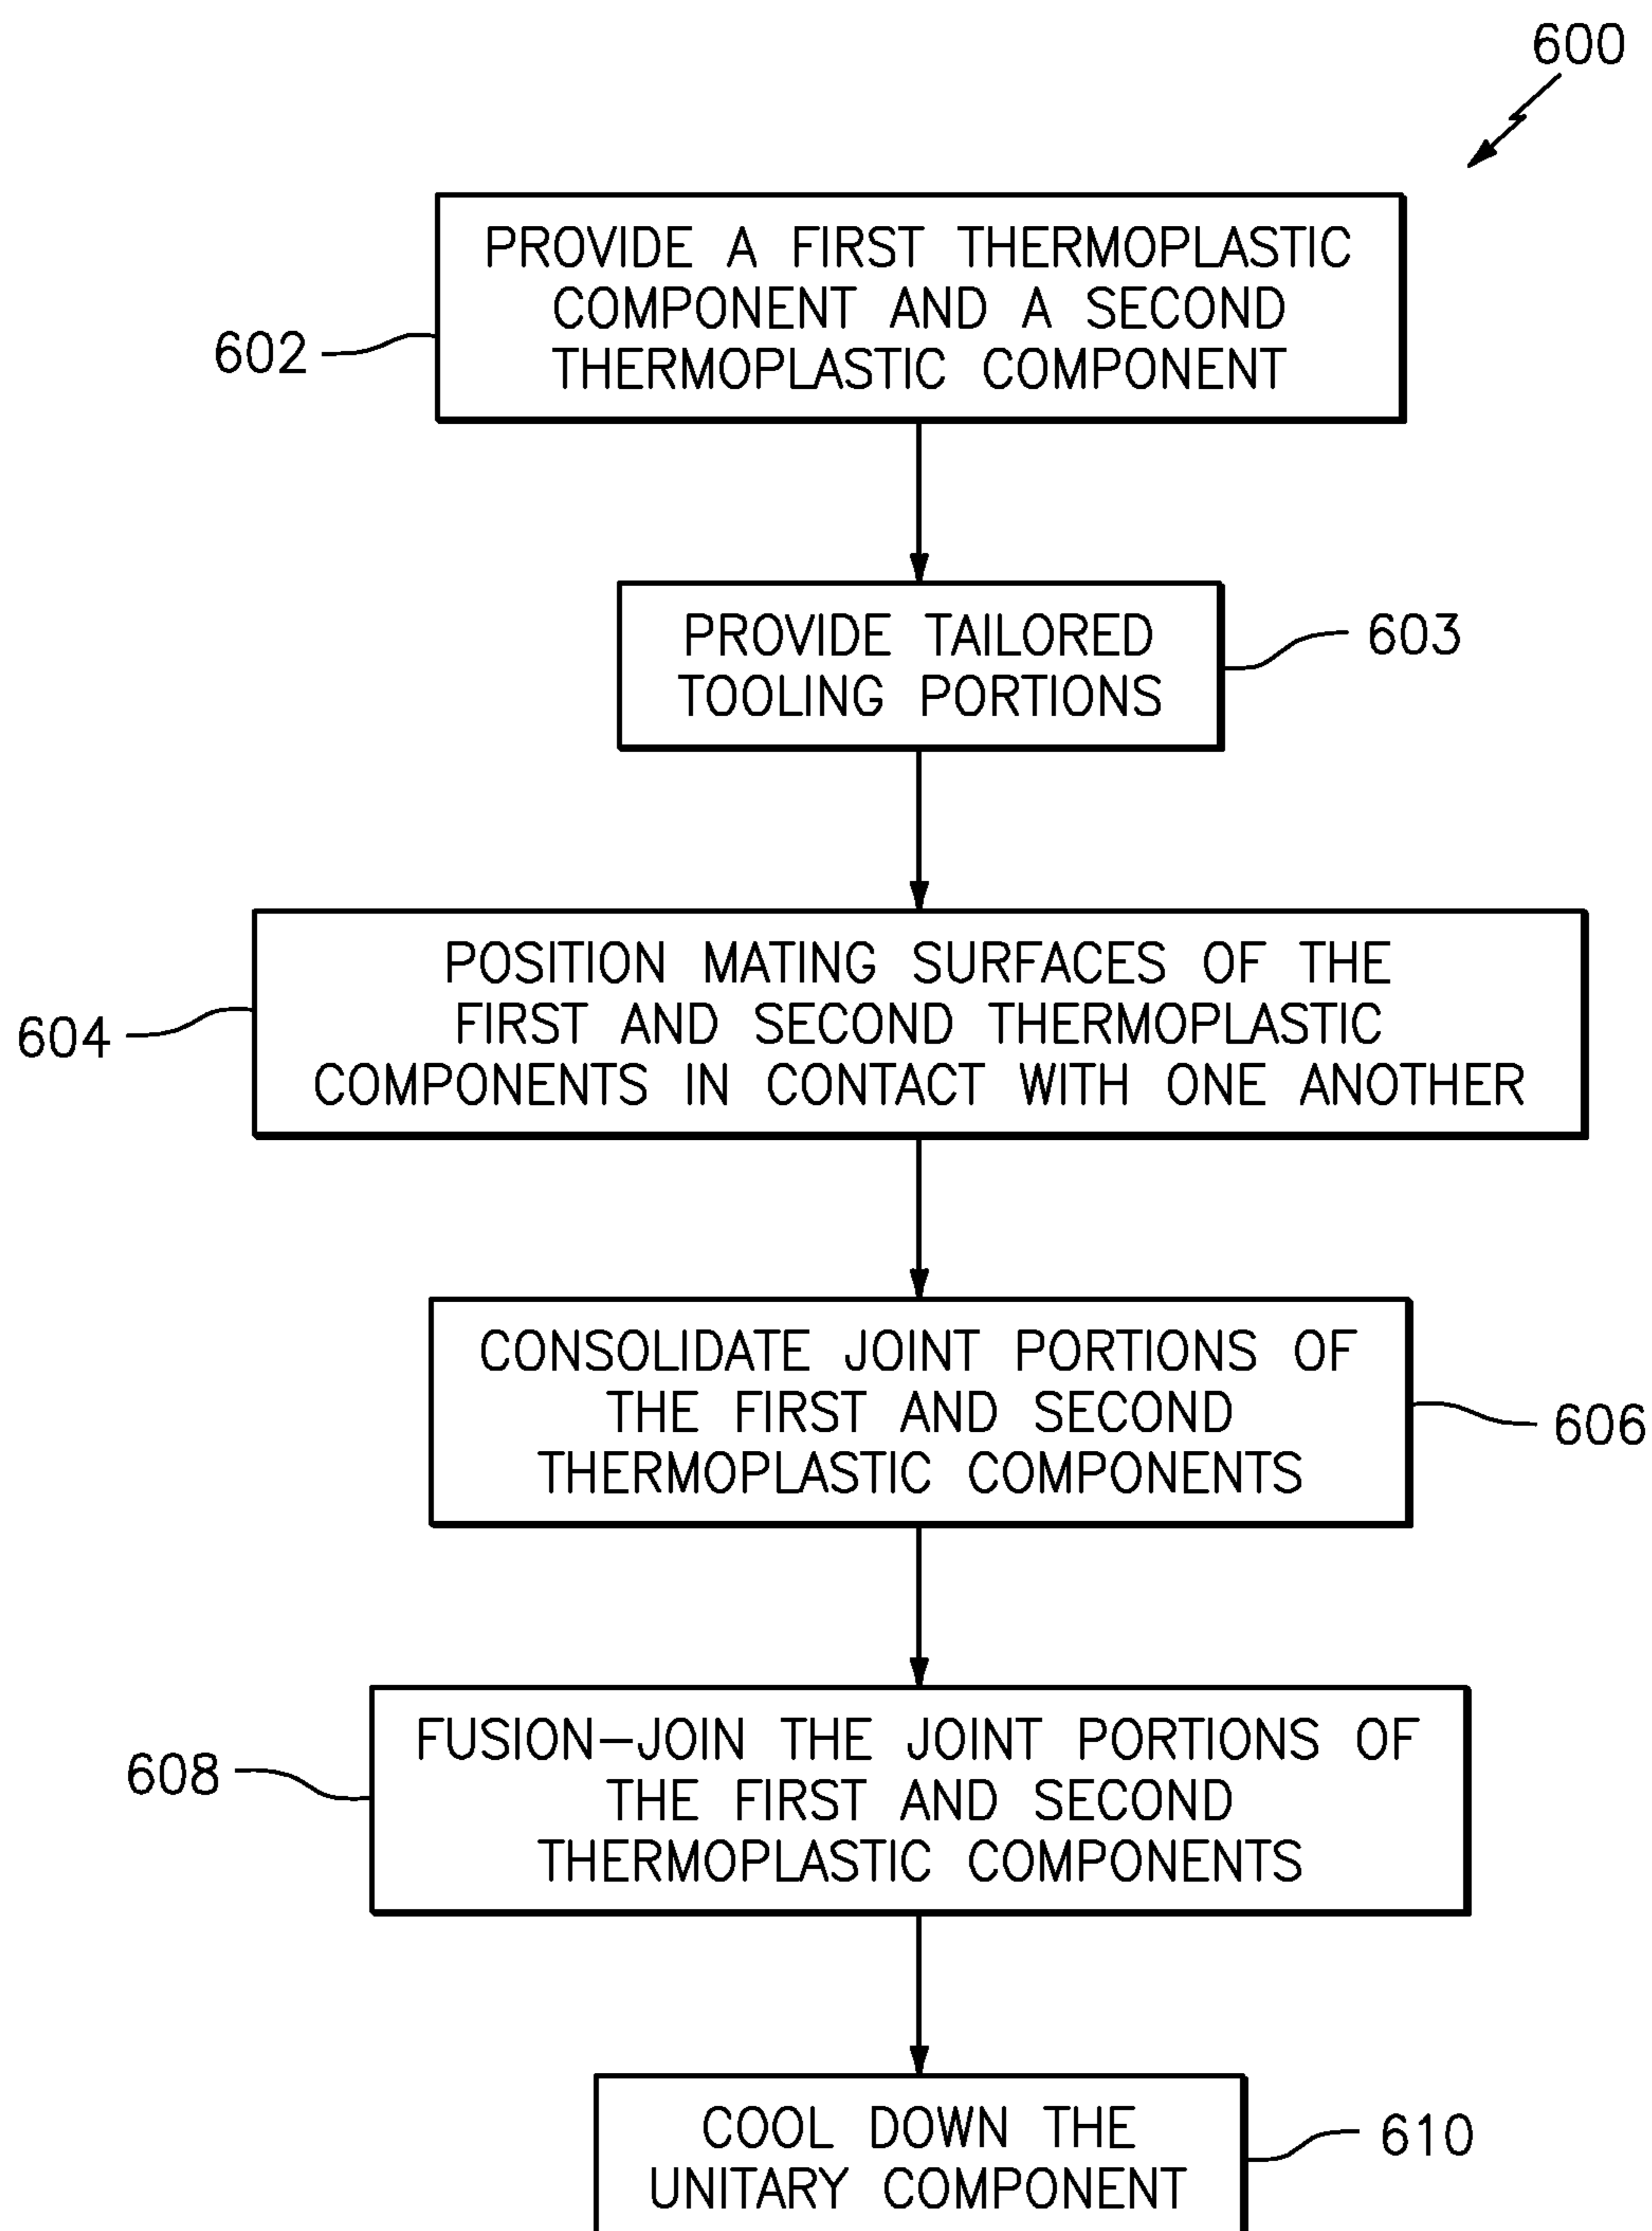 600
PROVIDE A FIRST THERMOPLASTIC
COMPONENT AND A SECOND
THERMOPLASTIC COMPONENT
602
PROVIDE TAILORED
TOOLING PORTIONS
603
POSITION MATING SURFACES OF THE
FIRST AND SECOND THERMOPLASTIC
COMPONENTS IN CONTACT WITH ONE ANOTHER
604
CONSOLIDATE JOINT PORTIONS OF
THE FIRST AND SECOND
THERMOPLASTIC COMPONENTS
606
FUSION-JOIN THE JOINT PORTIONS OF
THE FIRST AND SECOND
THERMOPLASTIC COMPONENTS
608
COOL DOWN THE
UNITARY COMPONENT
610